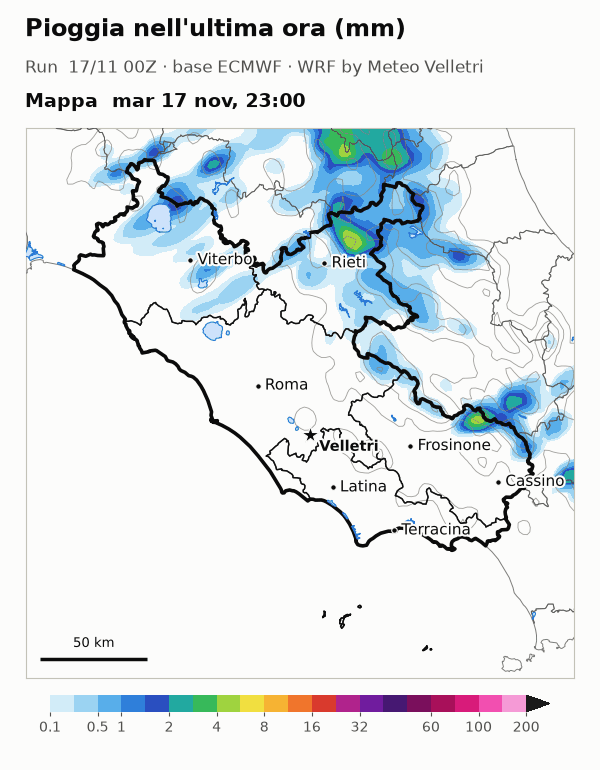 Pioggia nell'ultima ora (mm)
Run 17/11 00Z · base ECMWF · WRF by Meteo Velletri
Mappa mar 17 nov, 23:00
Viterbo
Rieti
Roma
Velletri
Frosinone
Cassino
Latina
Terracina
50 km
0.1 0.5 1 2 4 8 16 32 60 100 200